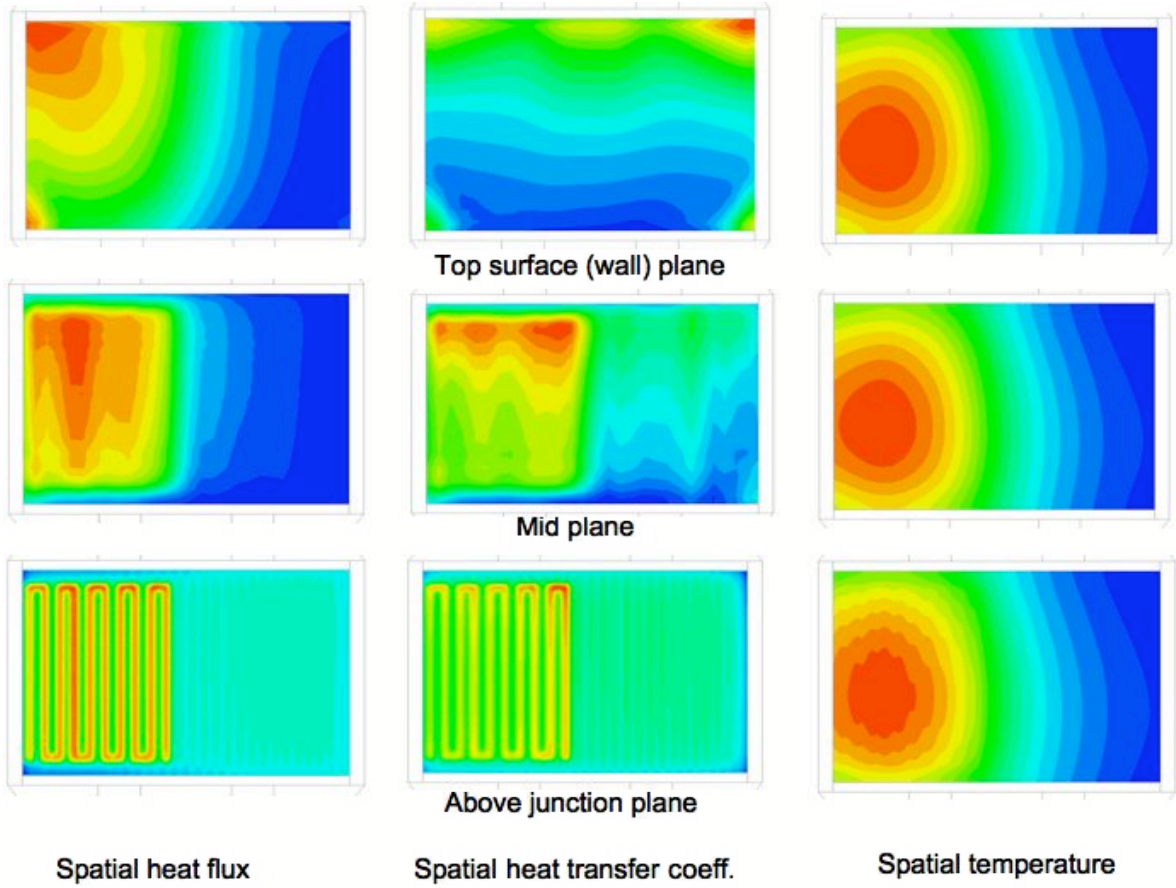 Top surface (wall) plane
Mid plane
Above junction plane
Spatial heat flux
Spatial heat transfer coeff.
Spatial temperature